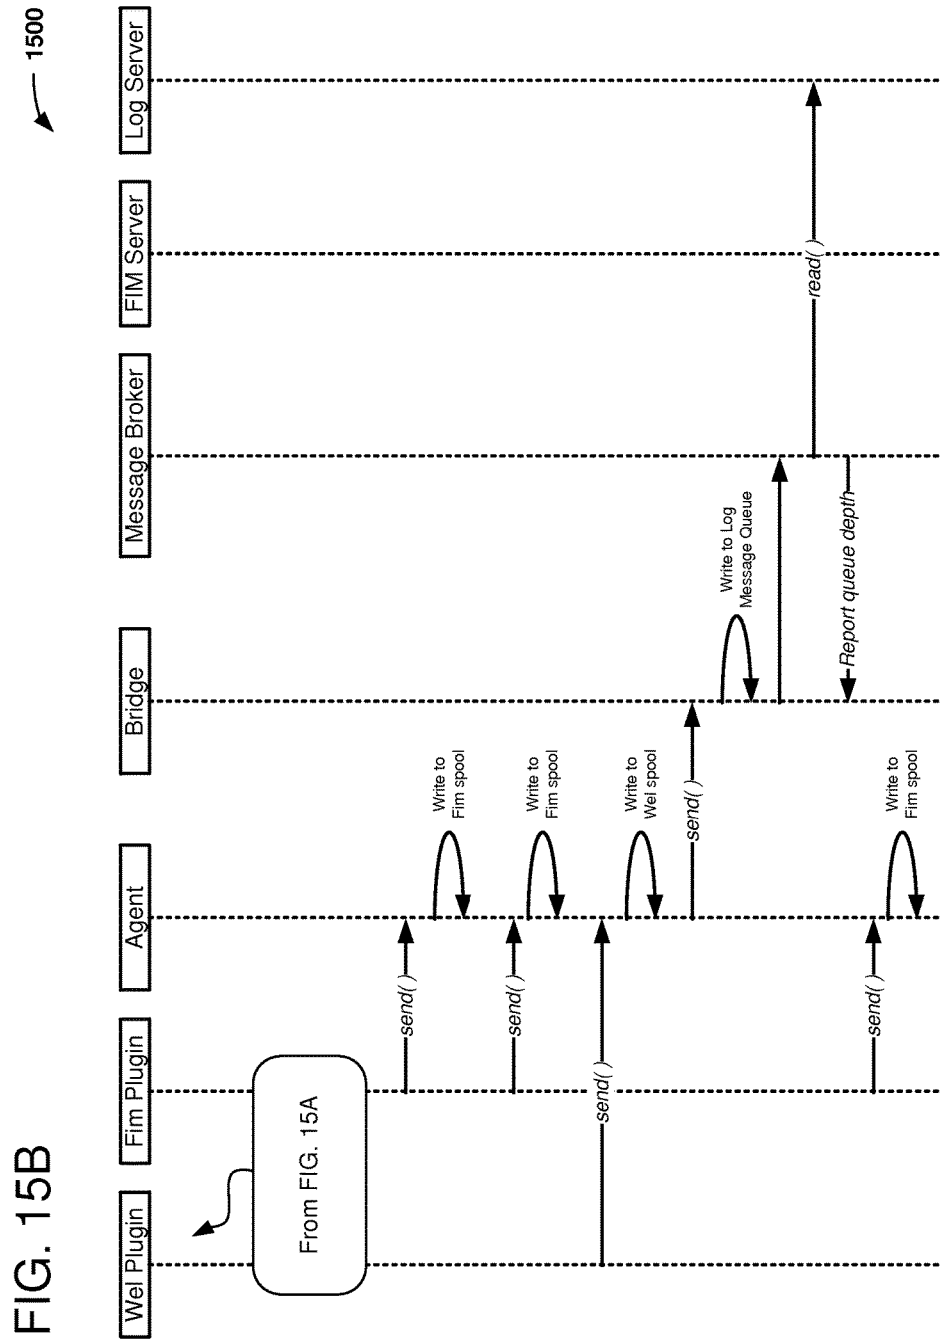 FIG. 15B
1500
Wel Plugin
Fim Plugin
Agent
Bridge
Message Broker
FIM Server
Log Server
From FIG. 15A
send( )
Write to
Fim spool
send( )
Write to
Fim spool
send( )
Write to
Wel spool
send( )
Write to Log
Message Queue
read( )
Report queue depth
send( )
Write to
Fim spool